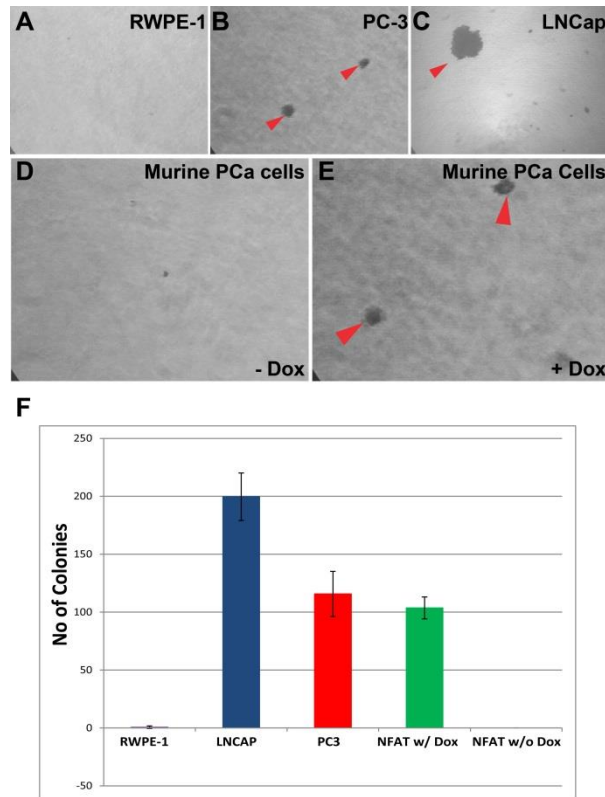 A
RWPE-1
B
PC-3
C
LNCap
D
Murine PCa cells
- Dox
E
Murine PCa Cells
+ Dox
F
No of Colonies
250
200
150
100
50
0
-50
RWPE-1
LNCAP
PC3
NFAT w/ Dox
NFAT w/o Dox